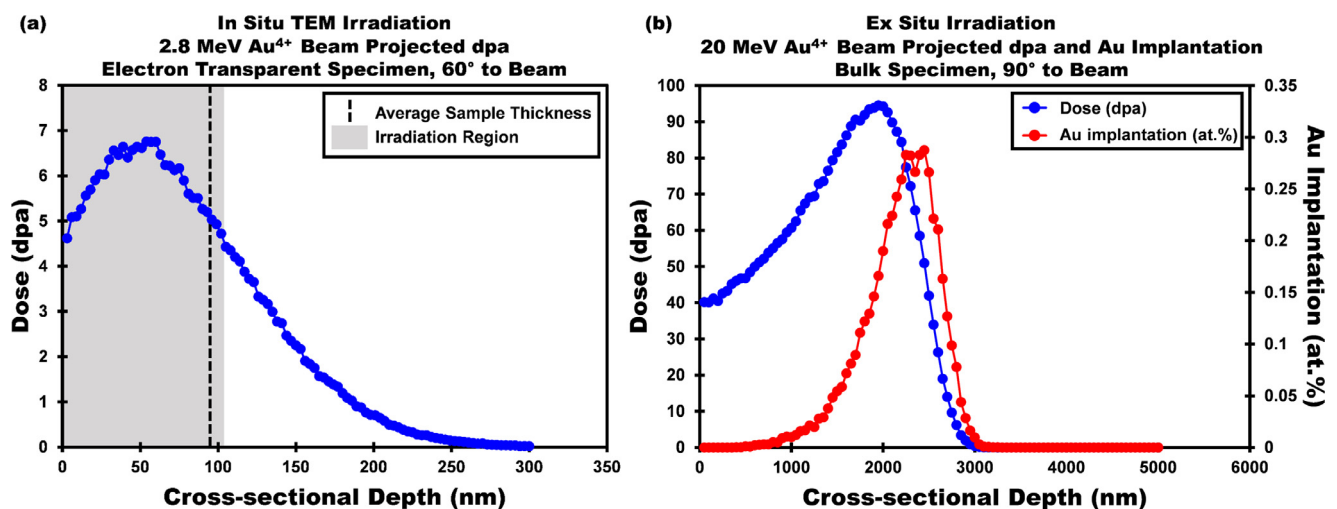 (a)
In Situ TEM Irradiation
2.8 MeV Au⁴⁺ Beam Projected dpa
Electron Transparent Specimen, 60° to Beam
8
7
6
5
4
3
2
1
0
Dose (dpa)
Average Sample Thickness
Irradiation Region
0 50 100 150 200 250 300 350
Cross-sectional Depth (nm)
(b)
Ex Situ Irradiation
20 MeV Au⁴⁺ Beam Projected dpa and Au Implantation
Bulk Specimen, 90° to Beam
100
90
80
70
60
50
40
30
20
10
0
Dose (dpa)
Dose (dpa)
Au implantation (at.%)
0.35
0.3
0.25
0.2
0.15
0.1
0.05
0
Au Implantation (at.%)
0 1000 2000 3000 4000 5000 6000
Cross-sectional Depth (nm)